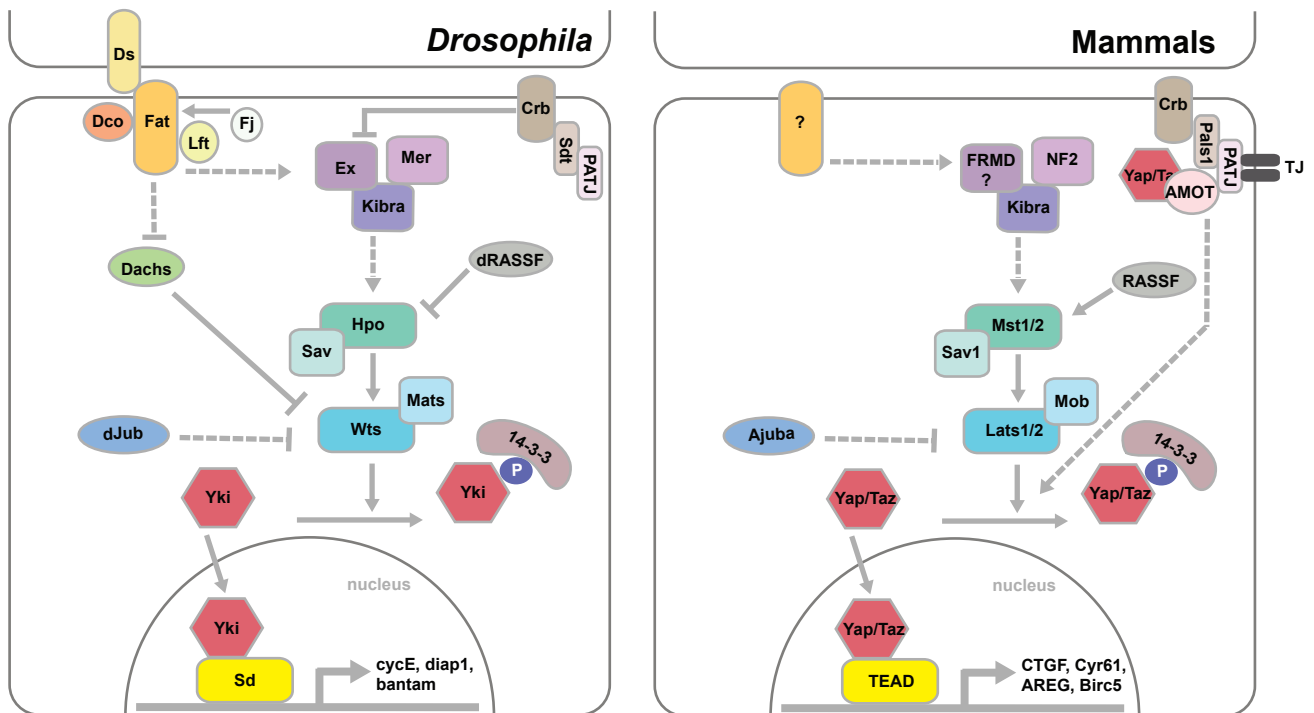 Drosophila
Ds
Dco
Fat
Fj
Lft
Crb
Sdt
PATJ
Ex
Mer
Kibra
Dachs
dRASSF
Hpo
Sav
Mats
Wts
dJub
14-3-3
P
Yki
Yki
nucleus
Yki
Sd
cycE, diap1,
bantam
Mammals
?
Crb
Pals1
PATJ
TJ
Yap/Ta
AMOT
FRMD
?
NF2
Kibra
RASSF
Mst1/2
Sav1
Mob
Lats1/2
Ajuba
14-3-3
P
Yap/Taz
Yap/Taz
nucleus
Yap/Taz
TEAD
CTGF, Cyr61,
AREG, Birc5